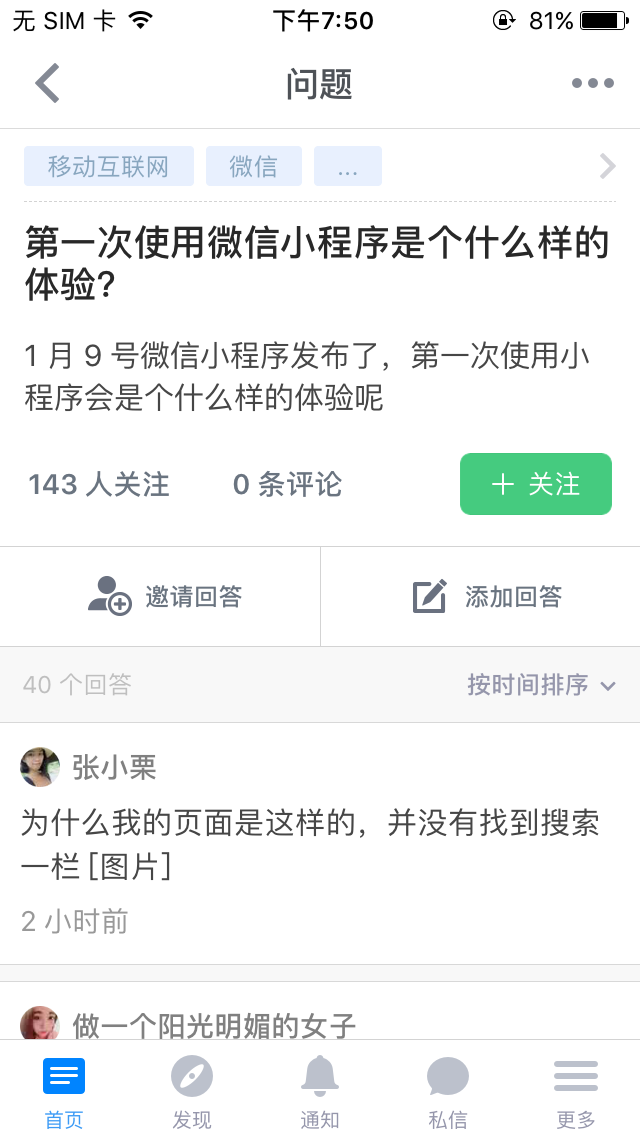 无 SIM 卡 下午7:50 81%
问题
移动互联网 微信 ...
第一次使用微信小程序是个什么样的
体验?
1 月 9 号微信小程序发布了，第一次使用小
程序会是个什么样的体验呢
143 人关注 0 条评论 + 关注
邀请回答 添加回答
40 个回答 按时间排序
张小栗
为什么我的页面是这样的，并没有找到搜索
一栏 [图片]
2 小时前
做一个阳光明媚的女子
首页 发现 通知 私信 更多